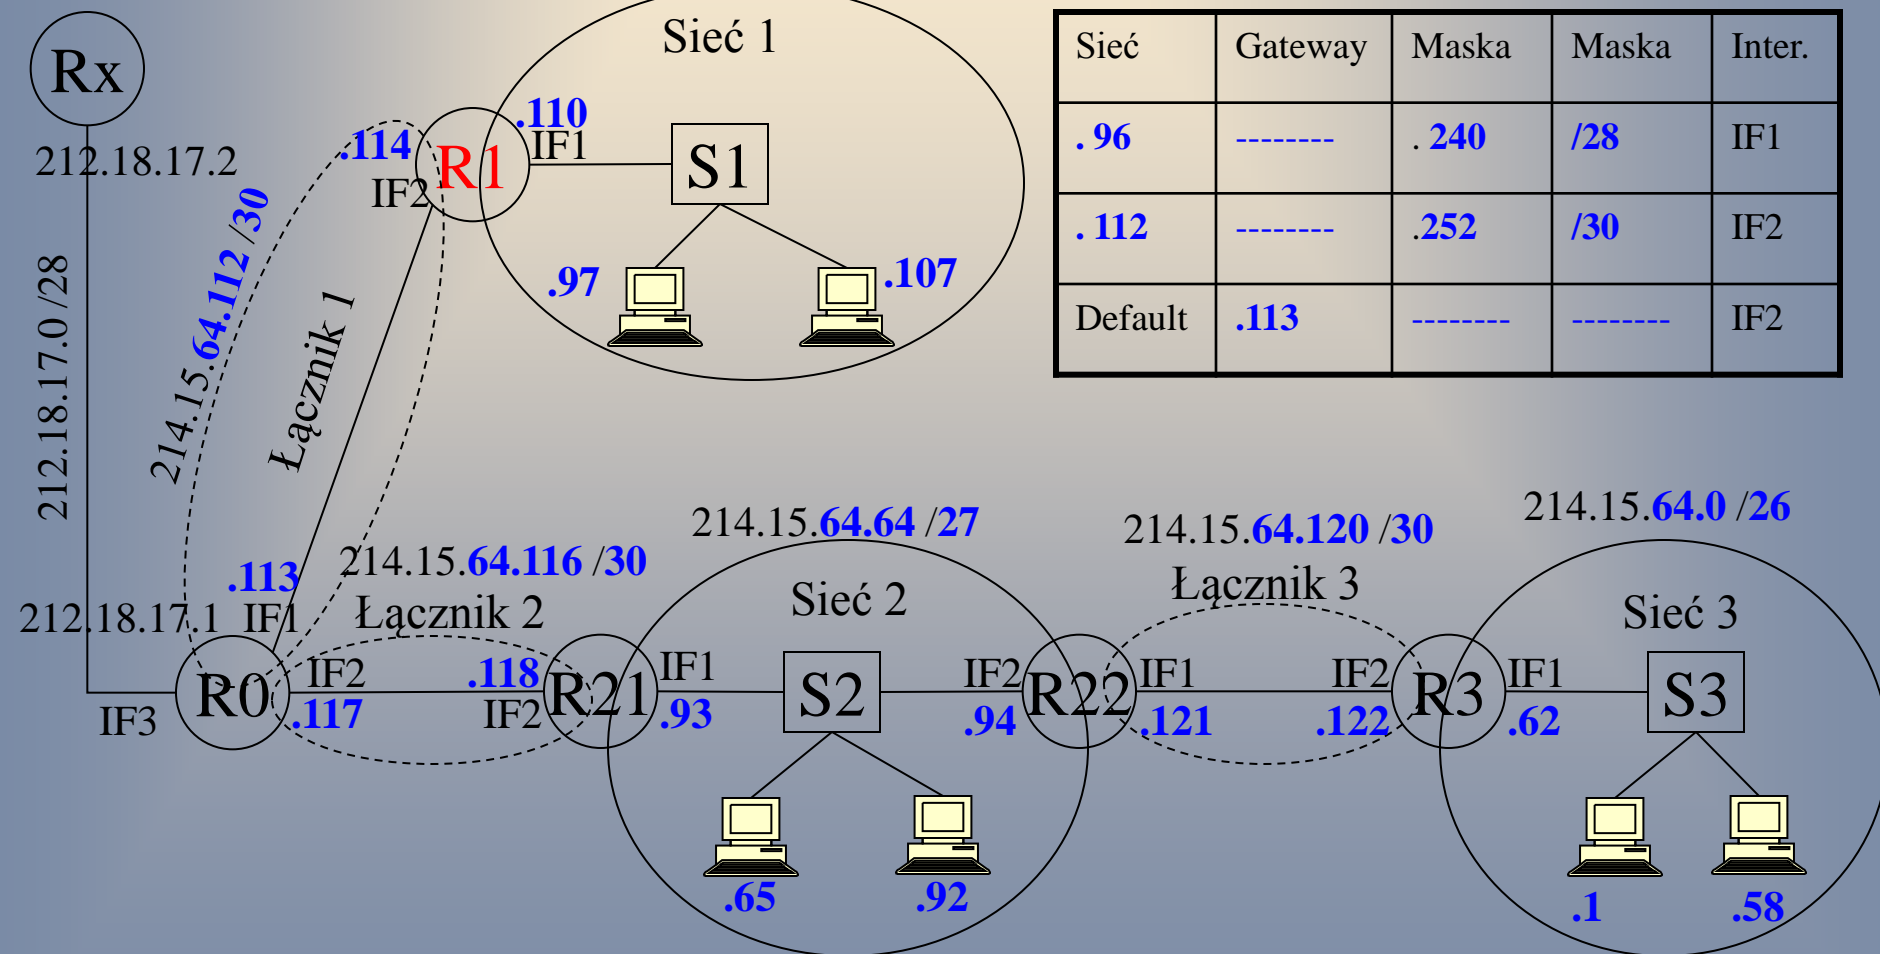 Rx
212.18.17.2
212.18.17.0 /28
214.15.64.112 /30
Łącznik 1
Sieć 1
.114
R1
IF2
.110
IF1
S1
.97
.107
Sieć Gateway Maska Maska Inter.
. 96 -------- . 240 /28 IF1
. 112 -------- .252 /30 IF2
Default .113 -------- -------- IF2
.113
212.18.17.1 IF1
R0
IF3
IF2
.117
214.15.64.116 /30
Łącznik 2
.118
IF2
R21
IF1
.93
214.15.64.64 /27
Sieć 2
S2
.65
.92
IF2
.94
R22
IF1
.121
214.15.64.120 /30
Łącznik 3
IF2
.122
R3
IF1
.62
214.15.64.0 /26
Sieć 3
S3
.1
.58